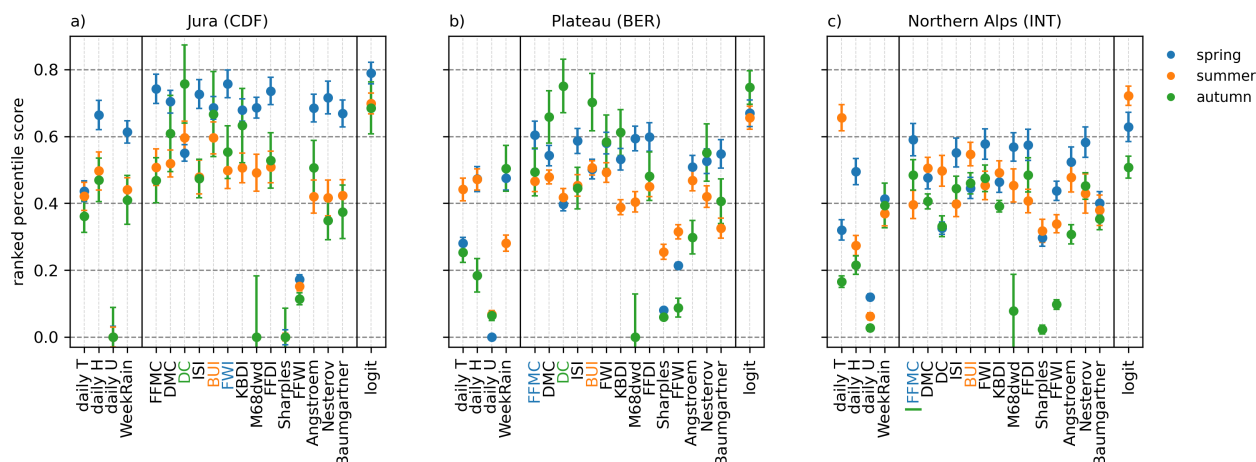 a) Jura (CDF)
b) Plateau (BER)
c) Northern Alps (INT)
ranked percentile score
0.8
0.6
0.4
0.2
0.0
spring
summer
autumn
daily T
daily H
daily U
WeekRain
FFMC
DMC
DC
ISI
BUI
FWI
KBDI
M68dwd
FFDI
Sharples
FFWI
Angstroem
Nesterov
Baumgartner
logit
daily T
daily H
daily U
WeekRain
FFMC
DMC
DC
ISI
BUI
FWI
KBDI
M68dwd
FFDI
Sharples
FFWI
Angstroem
Nesterov
Baumgartner
logit
daily T
daily H
daily U
WeekRain
FFMC
DMC
DC
ISI
BUI
FWI
KBDI
M68dwd
FFDI
Sharples
FFWI
Angstroem
Nesterov
Baumgartner
logit